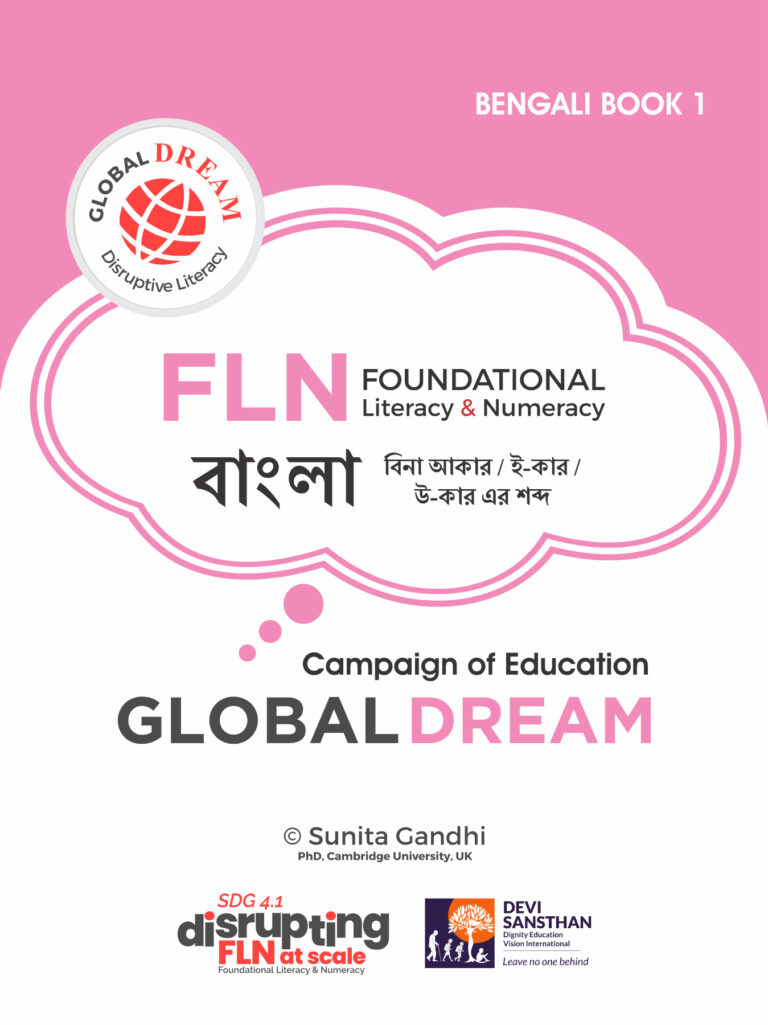 BENGALI BOOK 1
GLOBAL DREAM
Disruptive Literacy
FLN FOUNDATIONAL
Literacy & Numeracy
বাংলা বিনা আকার / ই-কার /
উ-কার এর শব্দ
Campaign of Education
GLOBAL DREAM
© Sunita Gandhi
PhD, Cambridge University, UK
SDG 4.1
disrupting
FLN at scale
Foundational Literacy & Numeracy
DEVI
SANSTHAN
Dignity Education
Vision International
Leave no one behind